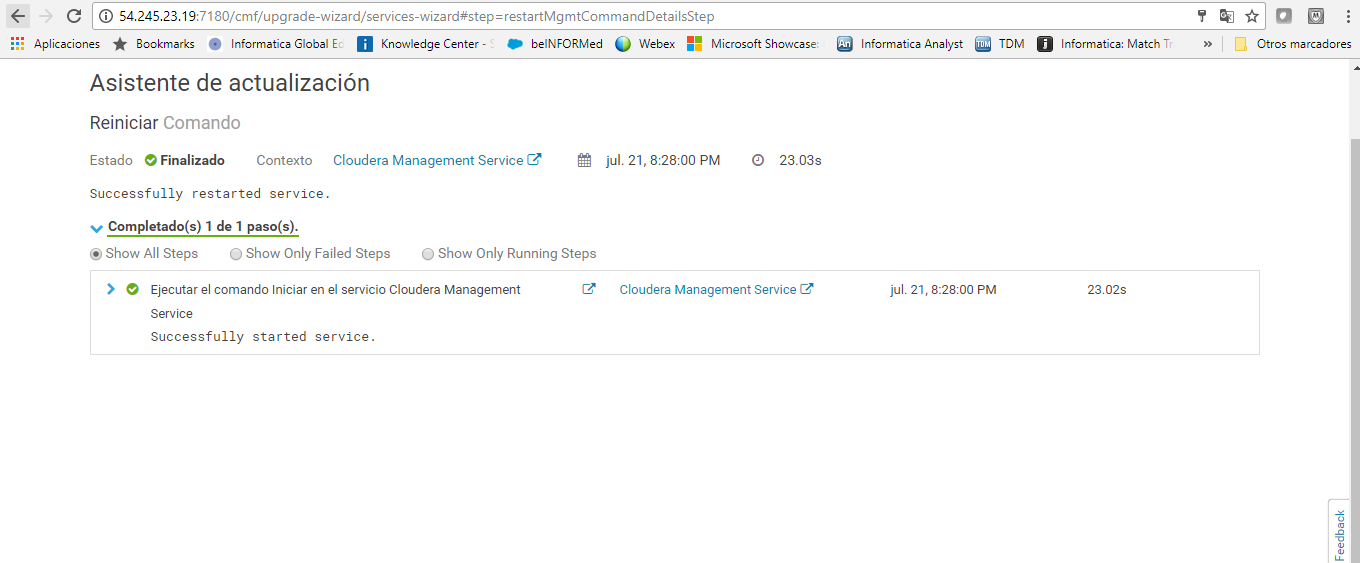 54.245.23.19:7180/cmf/upgrade-wizard/services-wizard#step=restartMgmtCommandDetailsStep
Aplicaciones Bookmarks Informatica Global Ed Knowledge Center - S beINFORMed Webex Microsoft Showcase: An Informatica Analyst TDM TDM Informatica: Match Tr » Otros marcadores
Asistente de actualización
Reiniciar Comando
Estado Finalizado Contexto Cloudera Management Service jul. 21, 8:28:00 PM 23.03s
Successfully restarted service.
Completado(s) 1 de 1 paso(s).
Show All Steps Show Only Failed Steps Show Only Running Steps
Ejecutar el comando Iniciar en el servicio Cloudera Management Cloudera Management Service jul. 21, 8:28:00 PM 23.02s
Service
Successfully started service.
Feedback